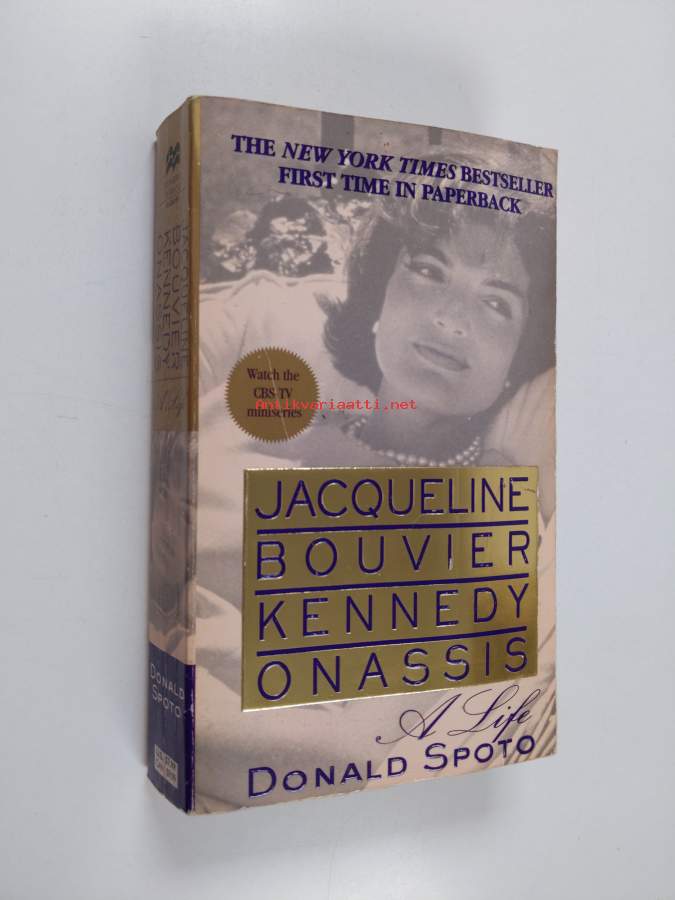 THE NEW YORK TIMES BESTSELLER
FIRST TIME IN PAPERBACK
Watch the
CBS-TV
miniseries
Antikvariaatti.net
JACQUELINE
BOUVIER
KENNEDY
ONASSIS
A Life
DONALD SPOTO
JACQUELINE
BOUVIER
KENNEDY
ONASSIS
A Life
DONALD
SPOTO